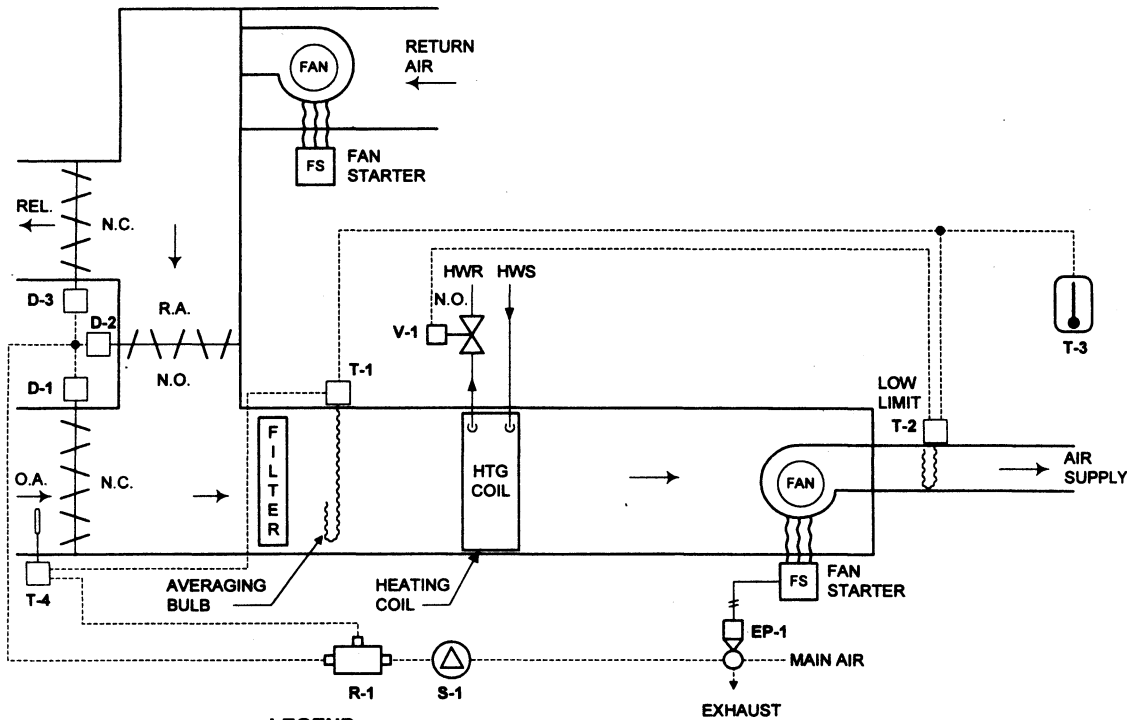 FAN
RETURN
AIR
FS
FAN
STARTER
REL.
N.C.
HWR
HWS
N.O.
D-3
R.A.
D-2
V-1
T-3
N.O.
T-1
D-1
LOW
LIMIT
T-2
FILTER
O.A.
N.C.
HTG
COIL
FAN
AIR
SUPPLY
T-4
AVERAGING
BULB
HEATING
COIL
FS
FAN
STARTER
EP-1
MAIN AIR
R-1
S-1
EXHAUST